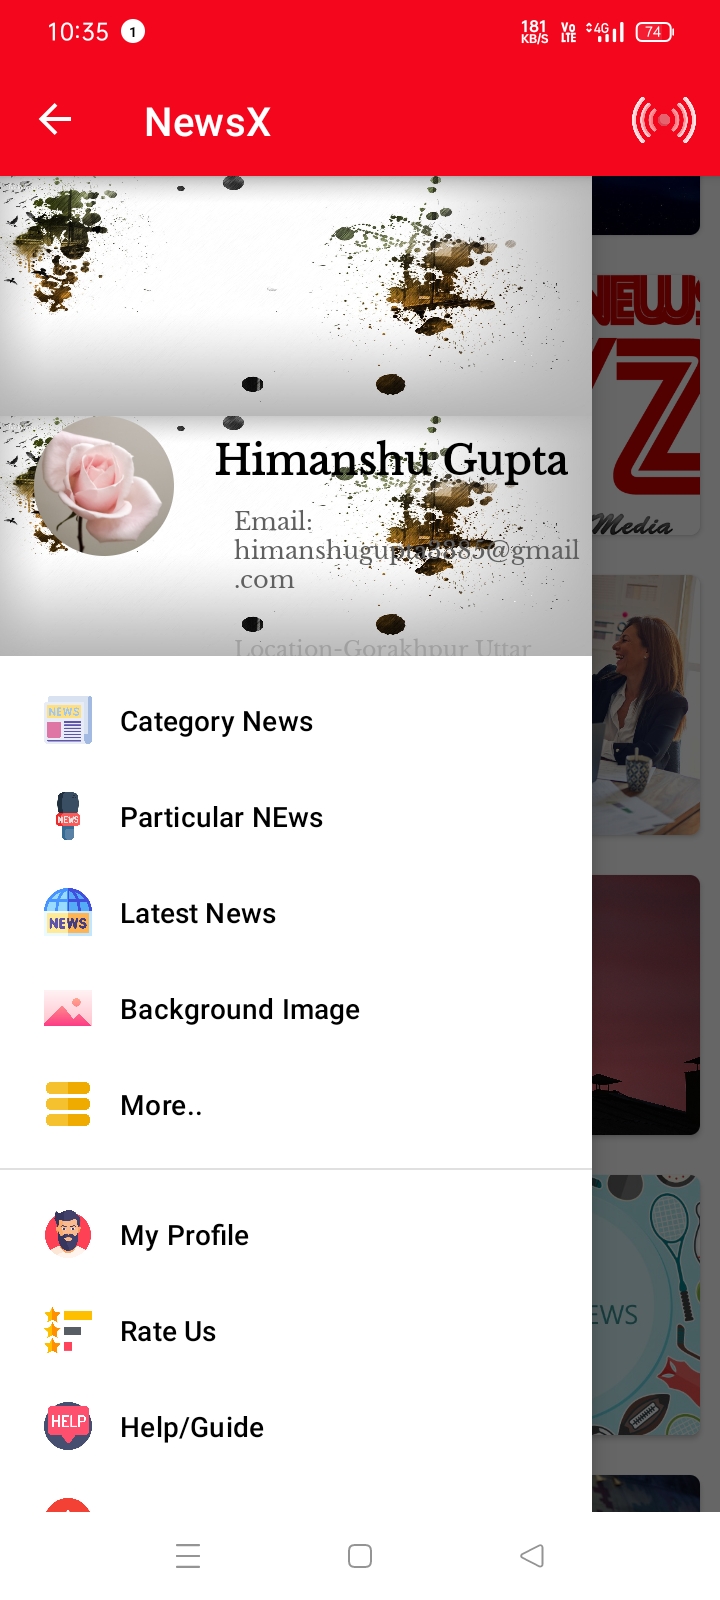 10:35 1 181 KB/S Vo LTE 4G 74
NewsX
NEWS
Z
Media
Himanshu Gupta
Email:
@gmail
.com
Location-Gorakhpur Uttar
NEWS
Category News
NEWS
Particular NEws
NEWS
Latest News
Background Image
More..
My Profile
EWS
Rate Us
HELP
Help/Guide